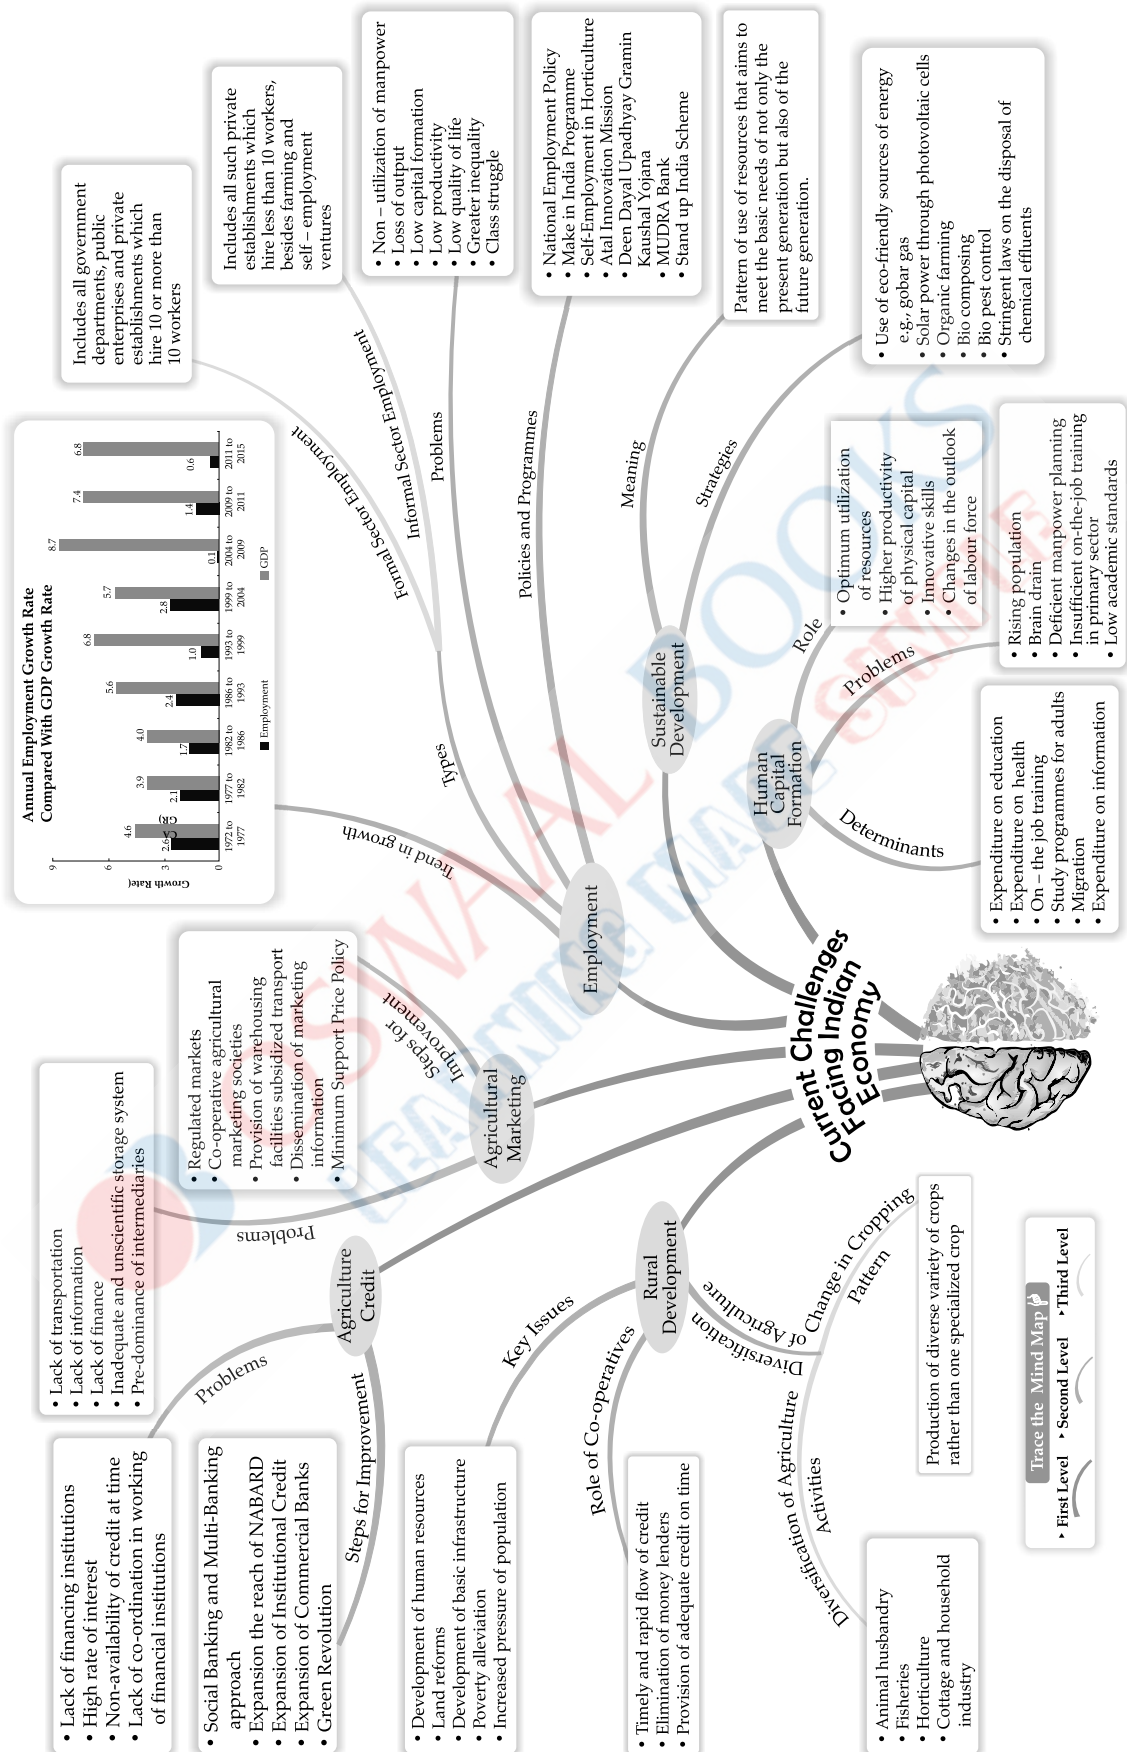 Current Challenges
Facing Indian
Economy
Agriculture
Credit
Problems
• Lack of financing institutions
• High rate of interest
• Non-availability of credit at time
• Lack of co-ordination in working
of financial institutions
Steps for Improvement
• Social Banking and Multi-Banking
approach
• Expansion the reach of NABARD
• Expansion of Institutional Credit
• Expansion of Commercial Banks
• Green Revolution
Agricultural
Marketing
Problems
• Lack of transportation
• Lack of information
• Lack of finance
• Inadequate and unscientific storage system
• Pre-dominance of intermediaries
Steps for
Improvement
• Regulated markets
• Co-operative agricultural
marketing societies
• Provision of warehousing
facilities subsidized transport
• Dissemination of marketing
information
• Minimum Support Price Policy
Rural
Development
Key Issues
• Development of human resources
• Land reforms
• Development of basic infrastructure
• Poverty alleviation
• Increased pressure of population
Role of Co-operatives
• Timely and rapid flow of credit
• Elimination of money lenders
• Provision of adequate credit on time
Diversification
of Agriculture
Diversification of Agriculture
Activities
• Animal husbandry
• Fisheries
• Horticulture
• Cottage and household
industry
Change in Cropping
Pattern
Production of diverse variety of crops
rather than one specialized crop
Employment
Trend in growth
Annual Employment Growth Rate
Compared With GDP Growth Rate
Growth Rate(
CA
GR)
9
6
3
0
2.6
4.6
2.1
3.9
1.7
4.0
2.4
5.6
1.0
6.8
2.8
5.7
0.1
8.7
1.4
7.4
0.6
6.8
1972 to
1977
1977 to
1982
1982 to
1986
1986 to
1993
1993 to
1999
1999 to
2004
2004 to
2009
2009 to
2011
2011 to
2015
Employment
GDP
Types
Formal Sector Employment
Includes all government
departments, public
enterprises and private
establishments which
hire 10 or more than
10 workers
Informal Sector Employment
Includes all such private
establishments which
hire less than 10 workers,
besides farming and
self – employment
ventures
Problems
• Non – utilization of manpower
• Loss of output
• Low capital formation
• Low productivity
• Low quality of life
• Greater inequality
• Class struggle
Policies and Programmes
• National Employment Policy
• Make in India Programme
• Self-Employment in Horticulture
• Atal Innovation Mission
• Deen Dayal Upadhyay Gramin
Kaushal Yojana
• MUDRA Bank
• Stand up India Scheme
Sustainable
Development
Meaning
Pattern of use of resources that aims to
meet the basic needs of not only the
present generation but also of the
future generation.
Strategies
• Use of eco-friendly sources of energy
e.g., gobar gas
• Solar power through photovoltaic cells
• Organic farming
• Bio composing
• Bio pest control
• Stringent laws on the disposal of
chemical effluents
Human
Capital
Formation
Role
• Optimum utilization
of resources
• Higher productivity
of physical capital
• Innovative skills
• Changes in the outlook
of labour force
Problems
• Rising population
• Brain drain
• Deficient manpower planning
• Insufficient on-the-job training
in primary sector
• Low academic standards
Determinants
• Expenditure on education
• Expenditure on health
• On – the job training
• Study programmes for adults
• Migration
• Expenditure on information
Trace the Mind Map
First Level
Second Level
Third Level
OSWAAL BOOKS
LEARNING MADE SIMPLE